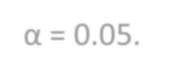 α = 0.05.